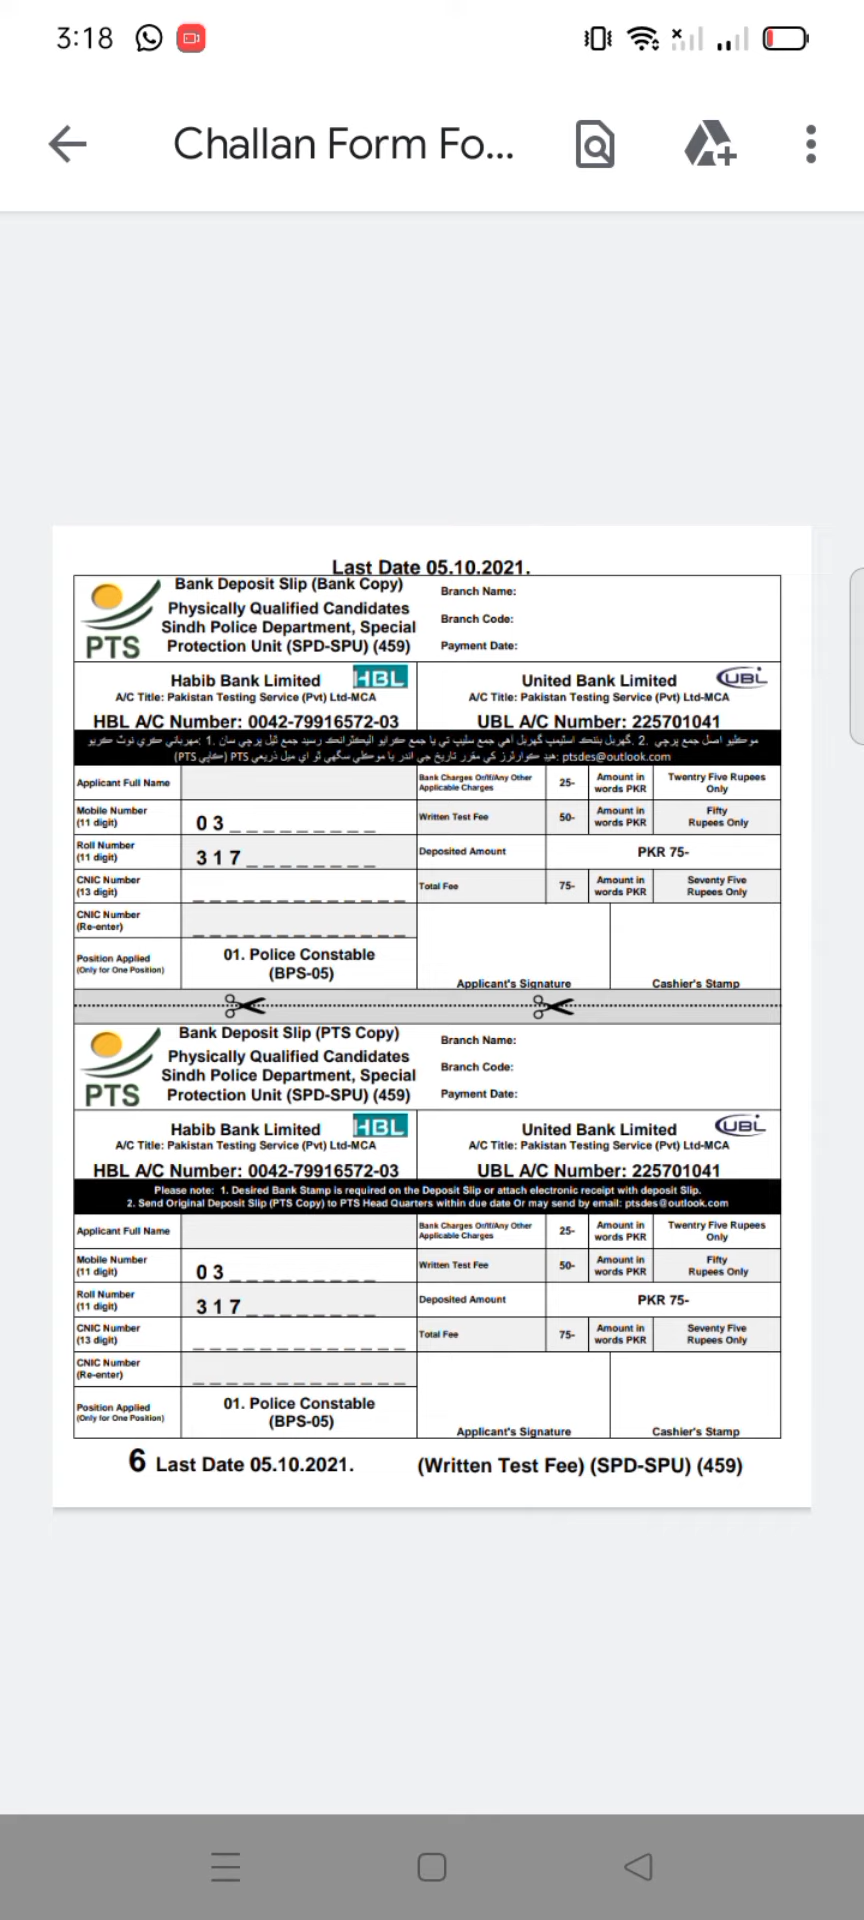 3:18
Challan Form Fo...
Last Date 05.10.2021.
PTS
Bank Deposit Slip (Bank Copy)
Physically Qualified Candidates
Sindh Police Department, Special
Protection Unit (SPD-SPU) (459)
Branch Name:
Branch Code:
Payment Date:
Habib Bank Limited HBL
A/C Title: Pakistan Testing Service (Pvt) Ltd-MCA
HBL A/C Number: 0042-79916572-03
United Bank Limited UBL
A/C Title: Pakistan Testing Service (Pvt) Ltd-MCA
UBL A/C Number: 225701041
ptsdes@outlook.com
Applicant Full Name
Bank Charges On/If/Any Other
Applicable Charges
25-
Amount in
words PKR
Twentry Five Rupees
Only
Mobile Number
(11 digit)
0 3 _ _ _ _ _ _ _ _ _
Written Test Fee
50-
Amount in
words PKR
Fifty
Rupees Only
Roll Number
(11 digit)
3 1 7 _ _ _ _ _ _ _ _
Deposited Amount
PKR 75-
CNIC Number
(13 digit)
_ _ _ _ _ _ _ _ _ _ _ _ _
Total Fee
75-
Amount in
words PKR
Seventy Five
Rupees Only
CNIC Number
(Re-enter)
_ _ _ _ _ _ _ _ _ _ _ _ _
Position Applied
(Only for One Position)
01. Police Constable
(BPS-05)
Applicant's Signature
Cashier's Stamp
PTS
Bank Deposit Slip (PTS Copy)
Physically Qualified Candidates
Sindh Police Department, Special
Protection Unit (SPD-SPU) (459)
Branch Name:
Branch Code:
Payment Date:
Habib Bank Limited HBL
A/C Title: Pakistan Testing Service (Pvt) Ltd-MCA
HBL A/C Number: 0042-79916572-03
United Bank Limited UBL
A/C Title: Pakistan Testing Service (Pvt) Ltd-MCA
UBL A/C Number: 225701041
Please note: 1. Desired Bank Stamp is required on the Deposit Slip or attach electronic receipt with deposit Slip.
2. Send Original Deposit Slip (PTS Copy) to PTS Head Quarters within due date Or may send by email: ptsdes@outlook.com
Applicant Full Name
Bank Charges On/If/Any Other
Applicable Charges
25-
Amount in
words PKR
Twentry Five Rupees
Only
Mobile Number
(11 digit)
0 3 _ _ _ _ _ _ _ _ _
Written Test Fee
50-
Amount in
words PKR
Fifty
Rupees Only
Roll Number
(11 digit)
3 1 7 _ _ _ _ _ _ _ _
Deposited Amount
PKR 75-
CNIC Number
(13 digit)
_ _ _ _ _ _ _ _ _ _ _ _ _
Total Fee
75-
Amount in
words PKR
Seventy Five
Rupees Only
CNIC Number
(Re-enter)
_ _ _ _ _ _ _ _ _ _ _ _ _
Position Applied
(Only for One Position)
01. Police Constable
(BPS-05)
Applicant's Signature
Cashier's Stamp
6 Last Date 05.10.2021. (Written Test Fee) (SPD-SPU) (459)